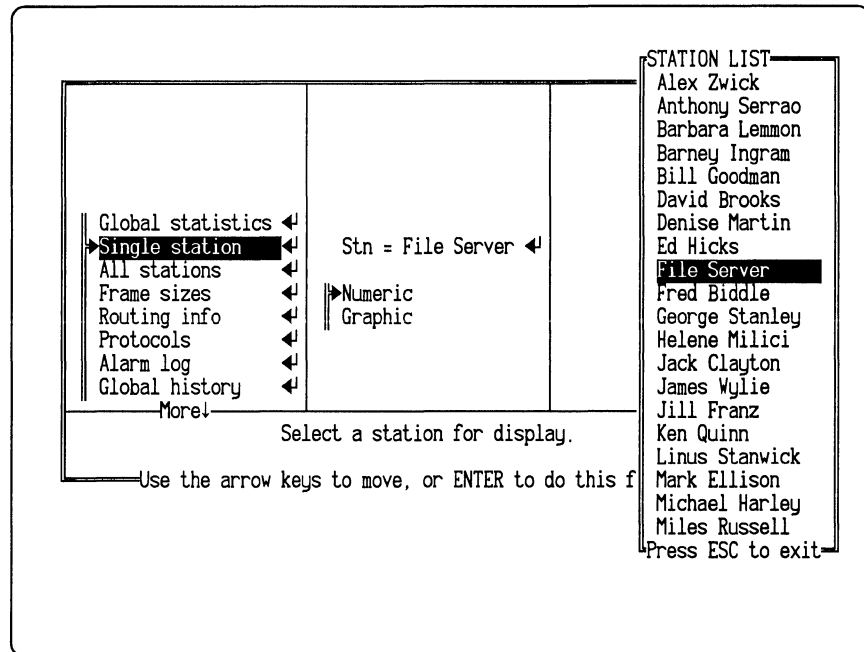 Global statistics
Single station
All stations
Frame sizes
Routing info
Protocols
Alarm log
Global history
More↓
Stn = File Server
Numeric
Graphic
Select a station for display.
Use the arrow keys to move, or ENTER to do this f
STATION LIST
Alex Zwick
Anthony Serrao
Barbara Lemmon
Barney Ingram
Bill Goodman
David Brooks
Denise Martin
Ed Hicks
File Server
Fred Biddle
George Stanley
Helene Milici
Jack Clayton
James Wylie
Jill Franz
Ken Quinn
Linus Stanwick
Mark Ellison
Michael Harley
Miles Russell
Press ESC to exit